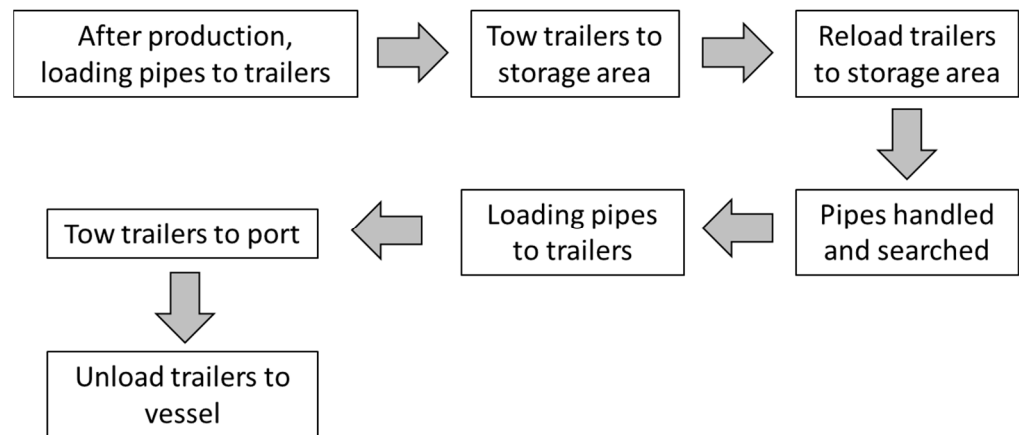 After production,
loading pipes to trailers
Tow trailers to
storage area
Reload trailers
to storage area
Pipes handled
and searched
Loading pipes
to trailers
Tow trailers to port
Unload trailers to
vessel